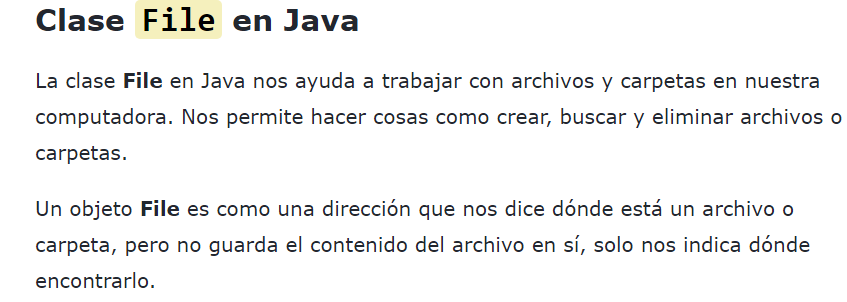 Clase File en Java
La clase File en Java nos ayuda a trabajar con archivos y carpetas en nuestra
computadora. Nos permite hacer cosas como crear, buscar y eliminar archivos o
carpetas.
Un objeto File es como una dirección que nos dice dónde está un archivo o
carpeta, pero no guarda el contenido del archivo en sí, solo nos indica dónde
encontrarlo.